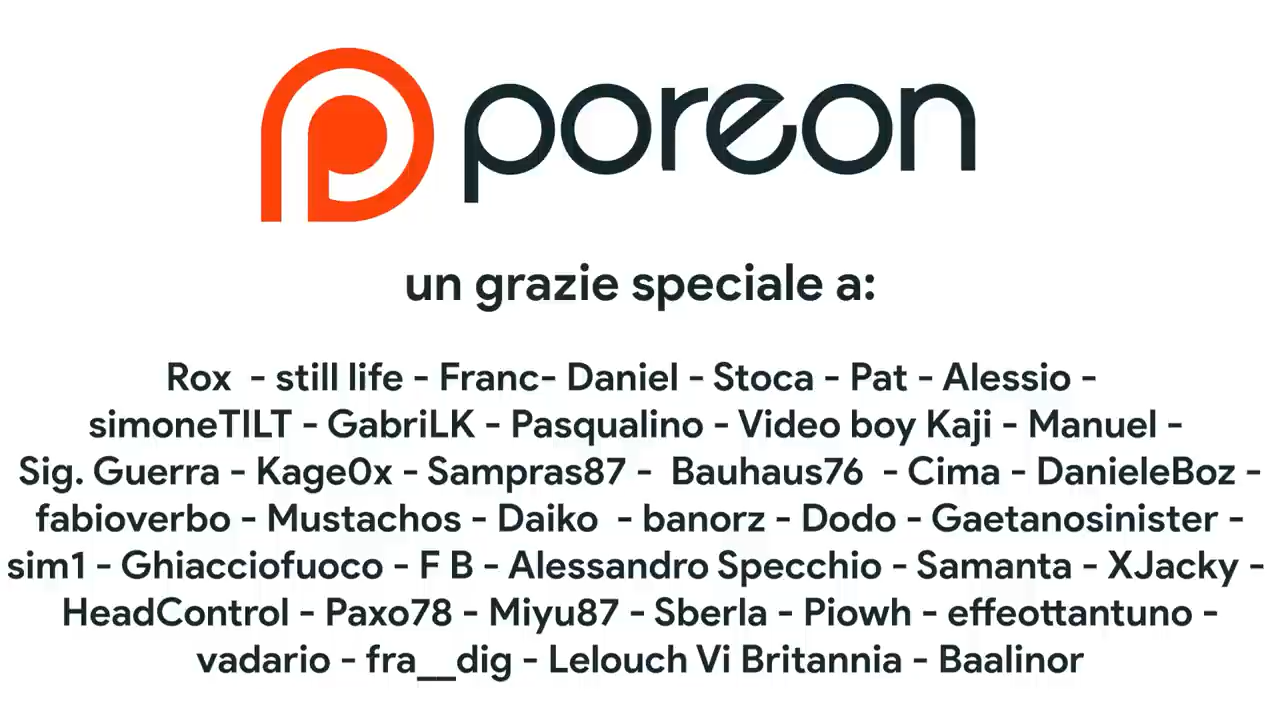 poreon
un grazie speciale a:
Rox - still life - Franc- Daniel - Stoca - Pat - Alessio -
simoneTILT - GabriLK - Pasqualino - Video boy Kaji - Manuel -
Sig. Guerra - Kage0x - Sampras87 - Bauhaus76 - Cima - DanieleBoz -
fabioverbo - Mustachos - Daiko - banorz - Dodo - Gaetanosinister -
sim1 - Ghiacciofuoco - F B - Alessandro Specchio - Samanta - XJacky -
HeadControl - Paxo78 - Miyu87 - Sberla - Piowh - effeottantuno -
vadario - fra__dig - Lelouch Vi Britannia - Baalinor